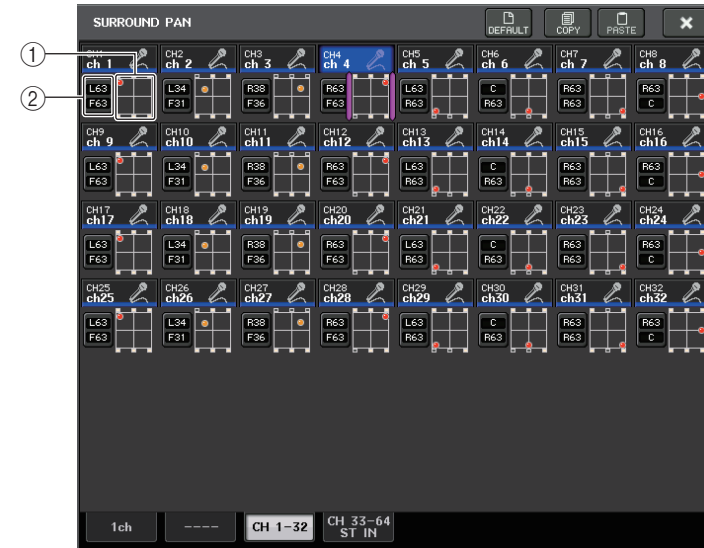 SURROUND PAN
DEFAULT COPY PASTE
①
②
CH1 CH2 CH3 CH4 CH5 CH6 CH7 CH8
ch 1 ch 2 ch 3 ch 4 ch 5 ch 6 ch 7 ch 8
L63 L34 R38 R63 L63 C R63 R63
F63 F31 F36 F63 R63 R63 R63 C
CH9 CH10 CH11 CH12 CH13 CH14 CH15 CH16
ch 9 ch10 ch11 ch12 ch13 ch14 ch15 ch16
L63 L34 R38 R63 L63 C R63 R63
F63 F31 F36 F63 R63 R63 R63 C
CH17 CH18 CH19 CH20 CH21 CH22 CH23 CH24
ch17 ch18 ch19 ch20 ch21 ch22 ch23 ch24
L63 L34 R38 R63 L63 C R63 R63
F63 F31 F36 F63 R63 R63 R63 C
CH25 CH26 CH27 CH28 CH29 CH30 CH31 CH32
ch25 ch26 ch27 ch28 ch29 ch30 ch31 ch32
L63 L34 R38 R63 L63 C R63 R63
F63 F31 F36 F63 R63 R63 R63 C
1ch ---- CH 1-32 CH 33-64
ST IN